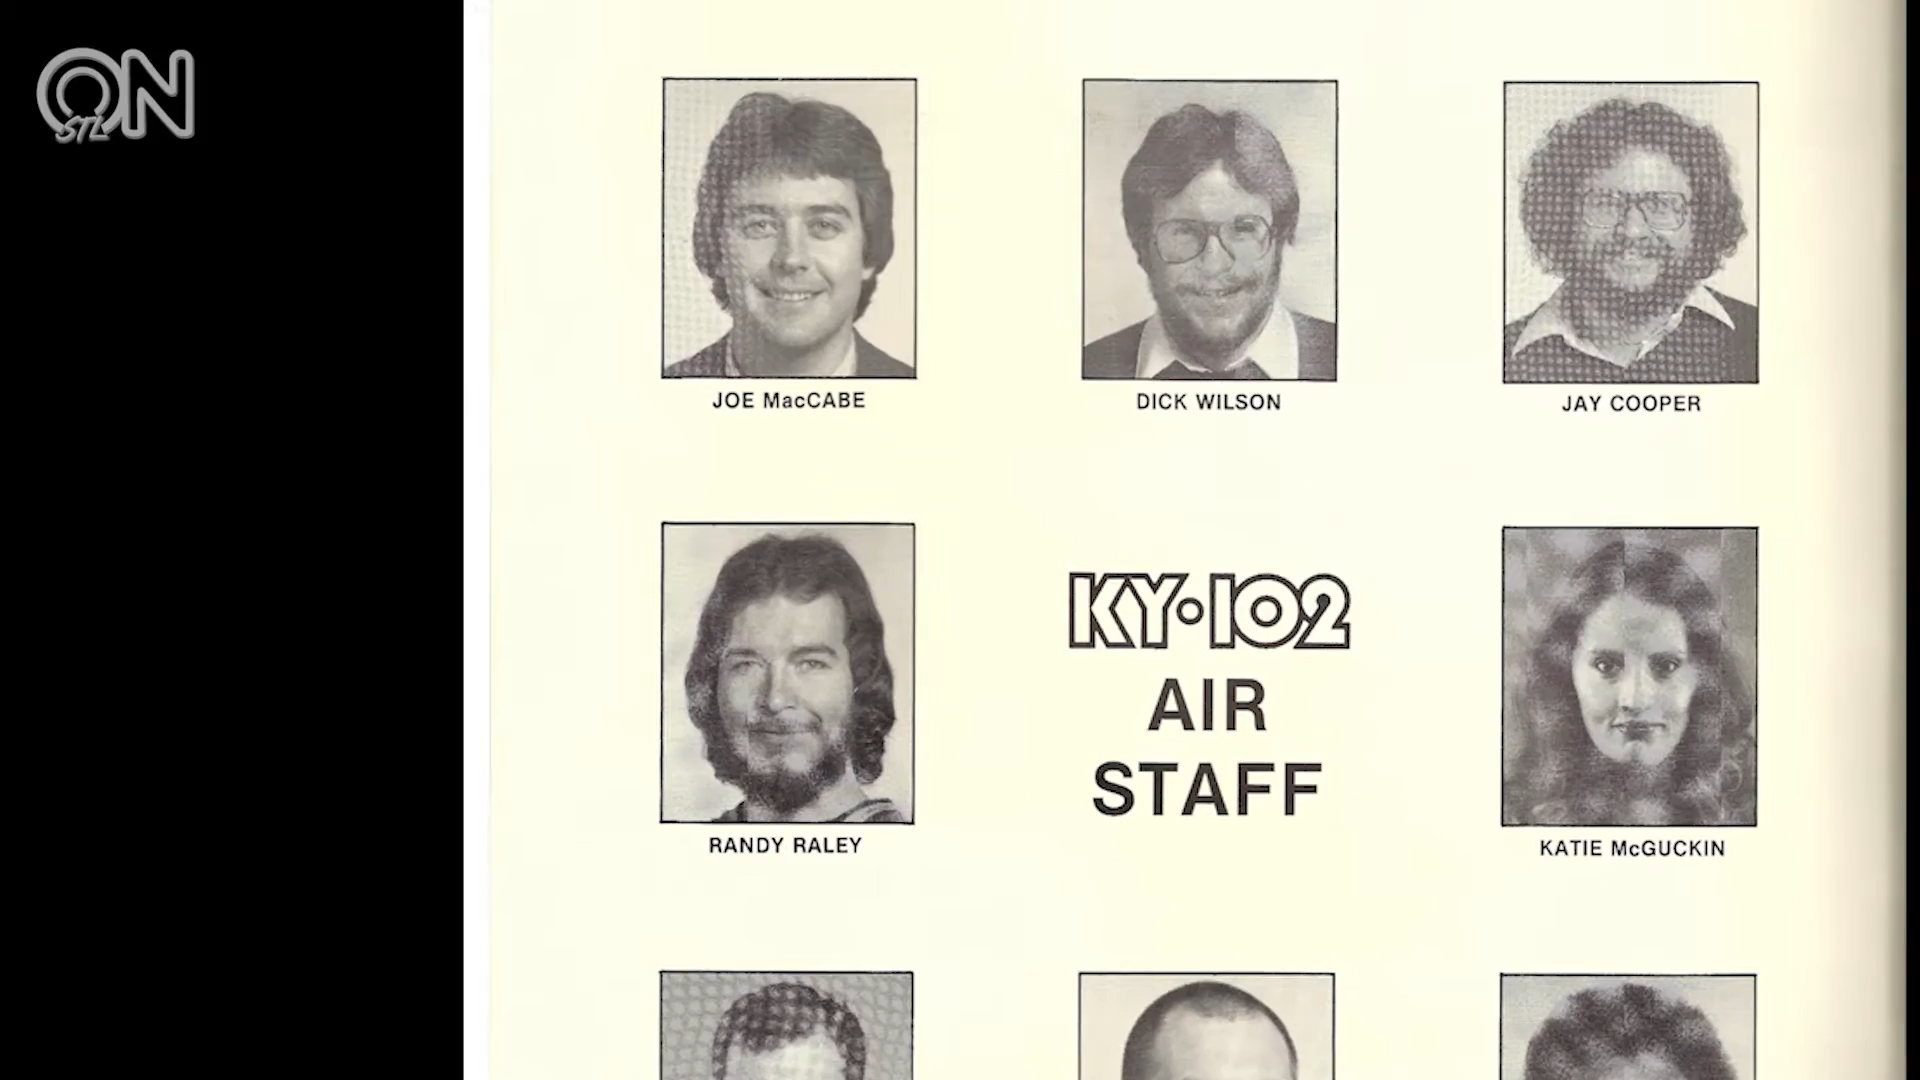 ON
STL
JOE MacCABE
DICK WILSON
JAY COOPER
KY·102
AIR
STAFF
RANDY RALEY
KATIE McGUCKIN